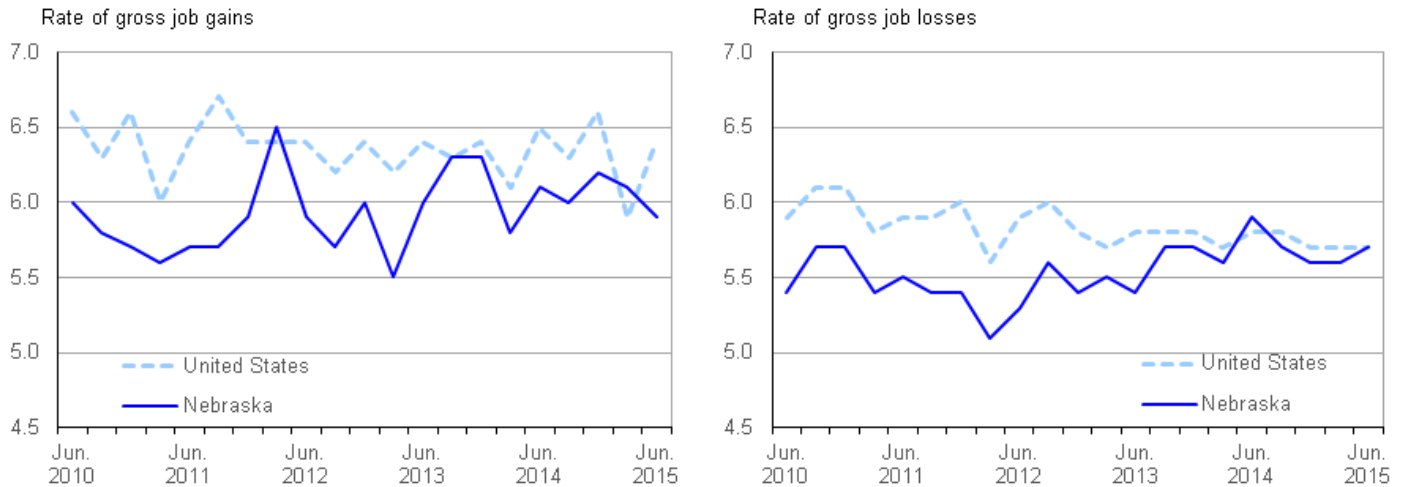 Rate of gross job gains
7.0
6.5
6.0
5.5
5.0
4.5
United States
Nebraska
Jun. 2010
Jun. 2011
Jun. 2012
Jun. 2013
Jun. 2014
Jun. 2015
Rate of gross job losses
7.0
6.5
6.0
5.5
5.0
4.5
United States
Nebraska
Jun. 2010
Jun. 2011
Jun. 2012
Jun. 2013
Jun. 2014
Jun. 2015